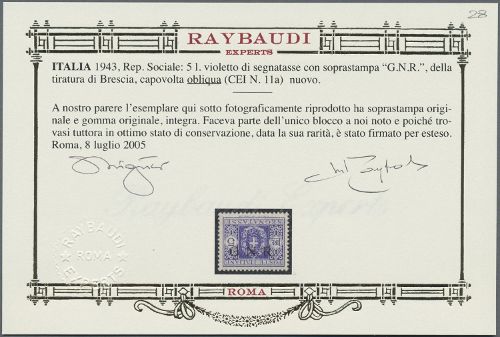 28
RAYBAUDI
EXPERTS
ITALIA 1943, Rep. Sociale: 5 l. violetto di segnatasse con soprastampa “G.N.R.”, della
tiratura di Brescia, capovolta obliqua (CEI N. 11a) nuovo.
A nostro parere l'esemplare qui sotto fotograficamente riprodotto ha soprastampa origi-
nale e gomma originale, integra. Faceva parte dell'unico blocco a noi noto e poiché tro-
vasi tuttora in ottimo stato di conservazione, data la sua rarità, è stato firmato per esteso.
Roma, 8 luglio 2005
Raybaudi Experts
RAYBAUDI
ROMA
EXPERTS
ROMA